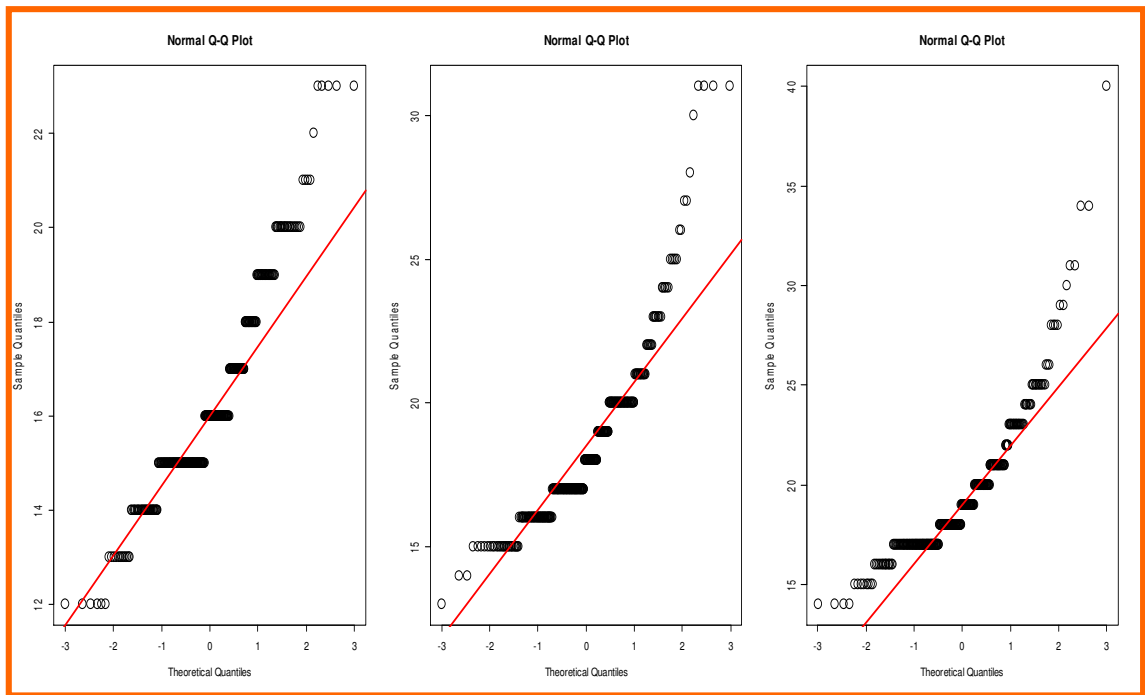 Normal Q-Q Plot
22
20
18
16
14
12
Sample Quantiles
-3 -2 -1 0 1 2 3
Theoretical Quantiles
Normal Q-Q Plot
30
25
20
15
Sample Quantiles
-3 -2 -1 0 1 2 3
Theoretical Quantiles
Normal Q-Q Plot
40
35
30
25
20
15
Sample Quantiles
-3 -2 -1 0 1 2 3
Theoretical Quantiles